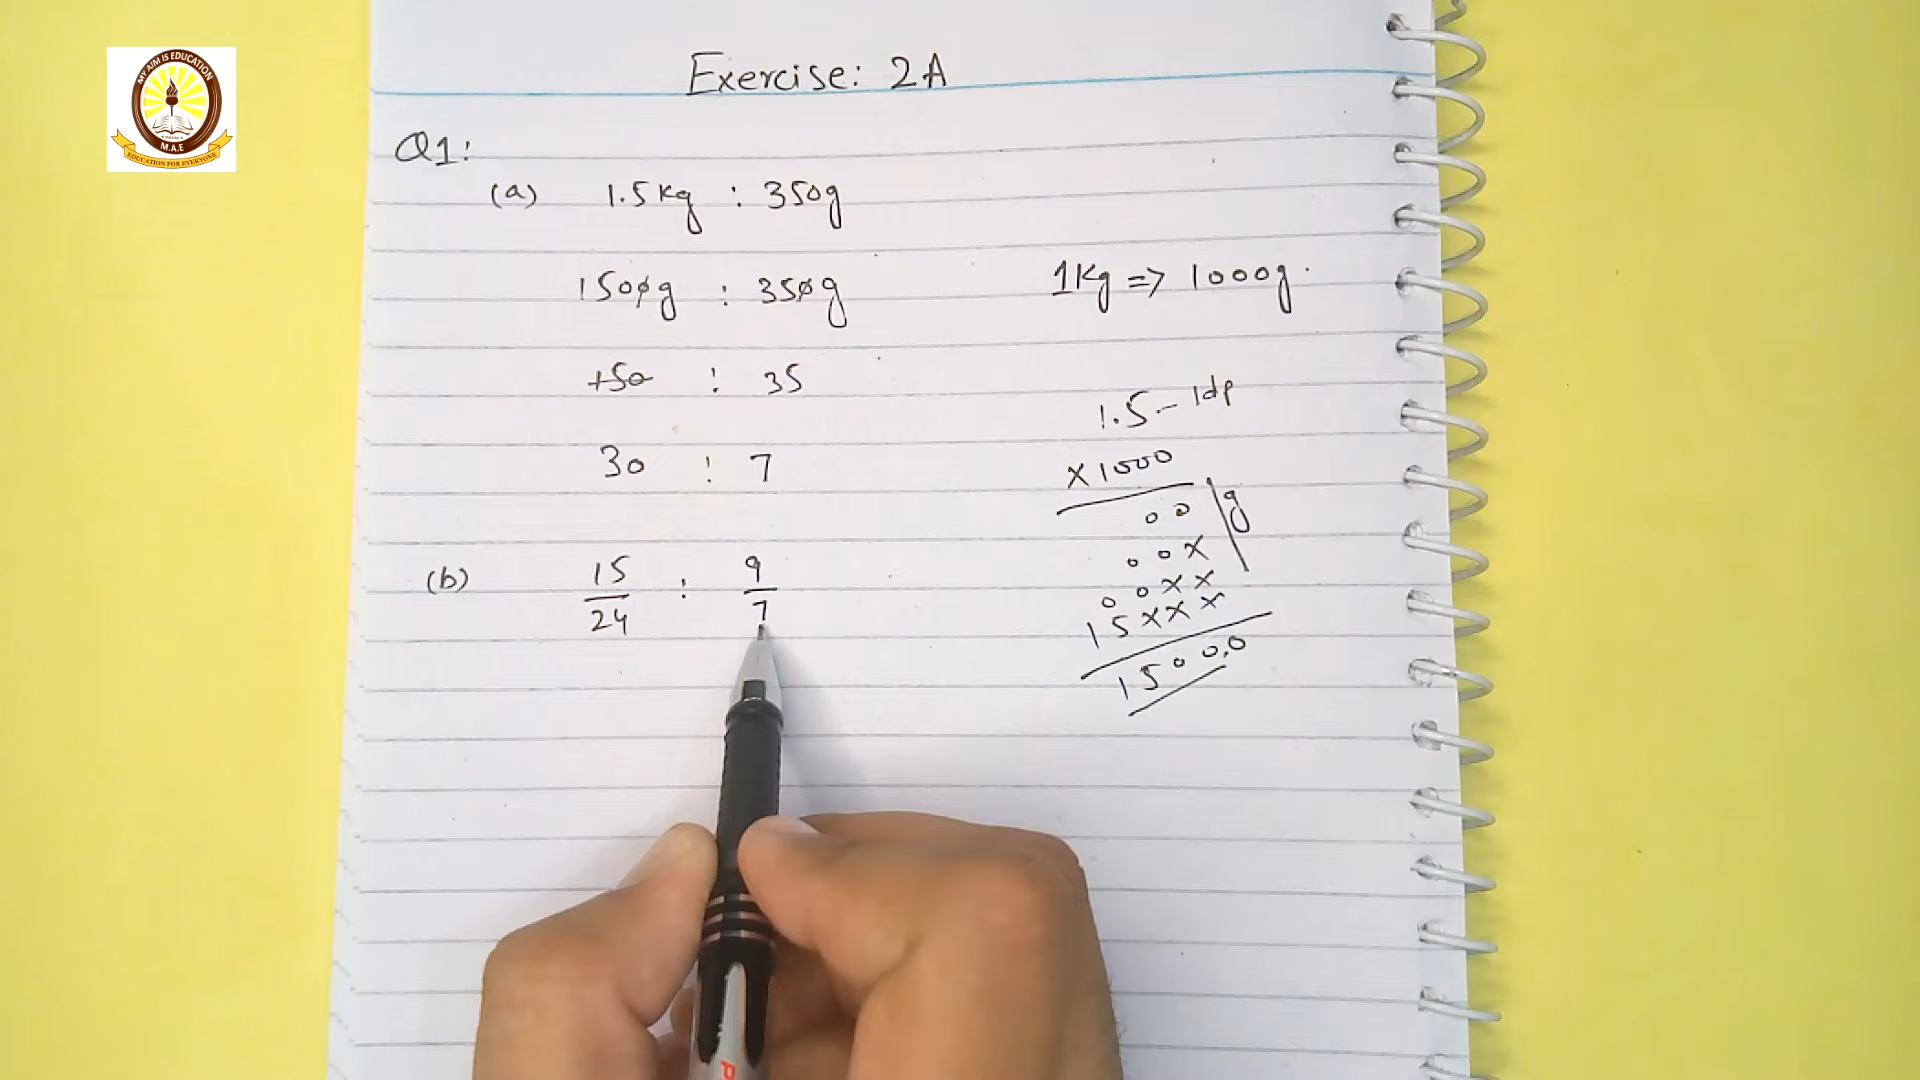 MY AIM IS EDUCATION
M.A.E
EDUCATION FOR EVERYONE
Exercise: 2A
Q1:
(a) 1.5kg : 350g
1500g : 350g
1kg => 1000g.
150 : 35
30 : 7
1.5 - 1dp
x1000
00
g
00x
00xx
15xxx
1500.0
(b) 15/24 : 9/7